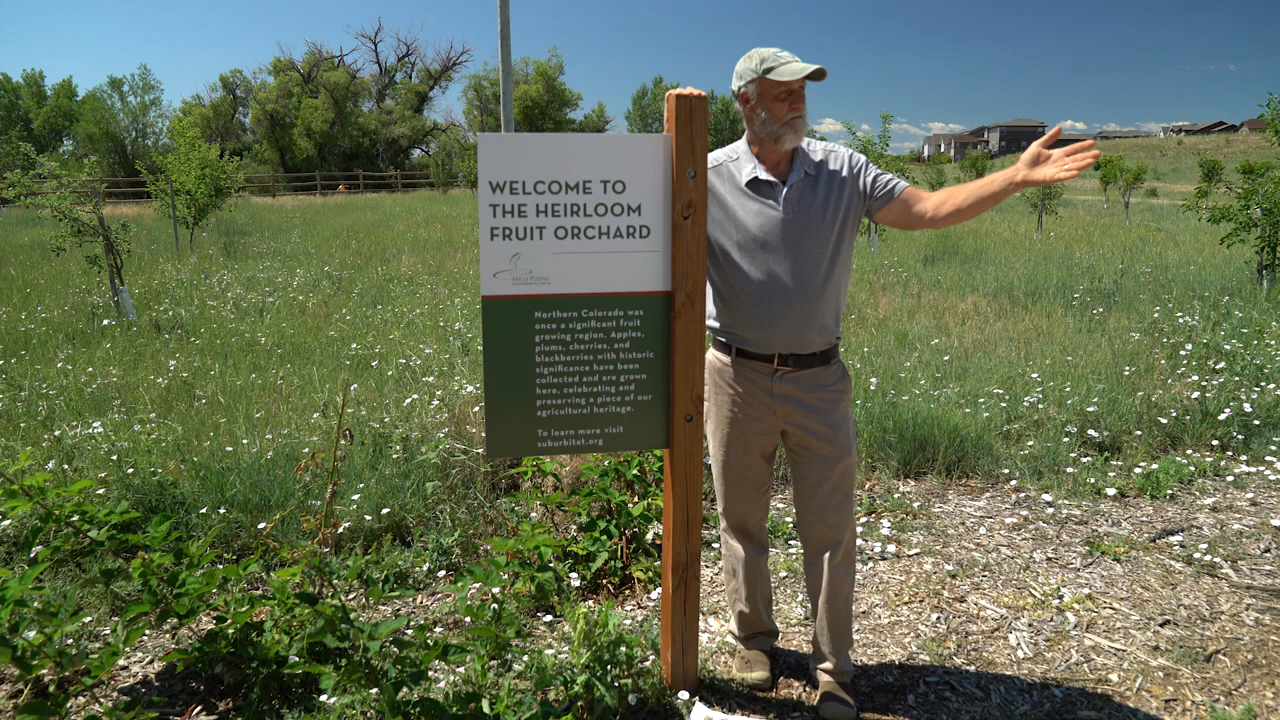 WELCOME TO
THE HEIRLOOM
FRUIT ORCHARD
HIGH PLAINS
Northern Colorado was
once a significant fruit
growing region. Apples,
plums, cherries, and
blackberries with historic
significance have been
collected and are grown
here, celebrating and
preserving a piece of our
agricultural heritage.
To learn more visit
suburbitat.org